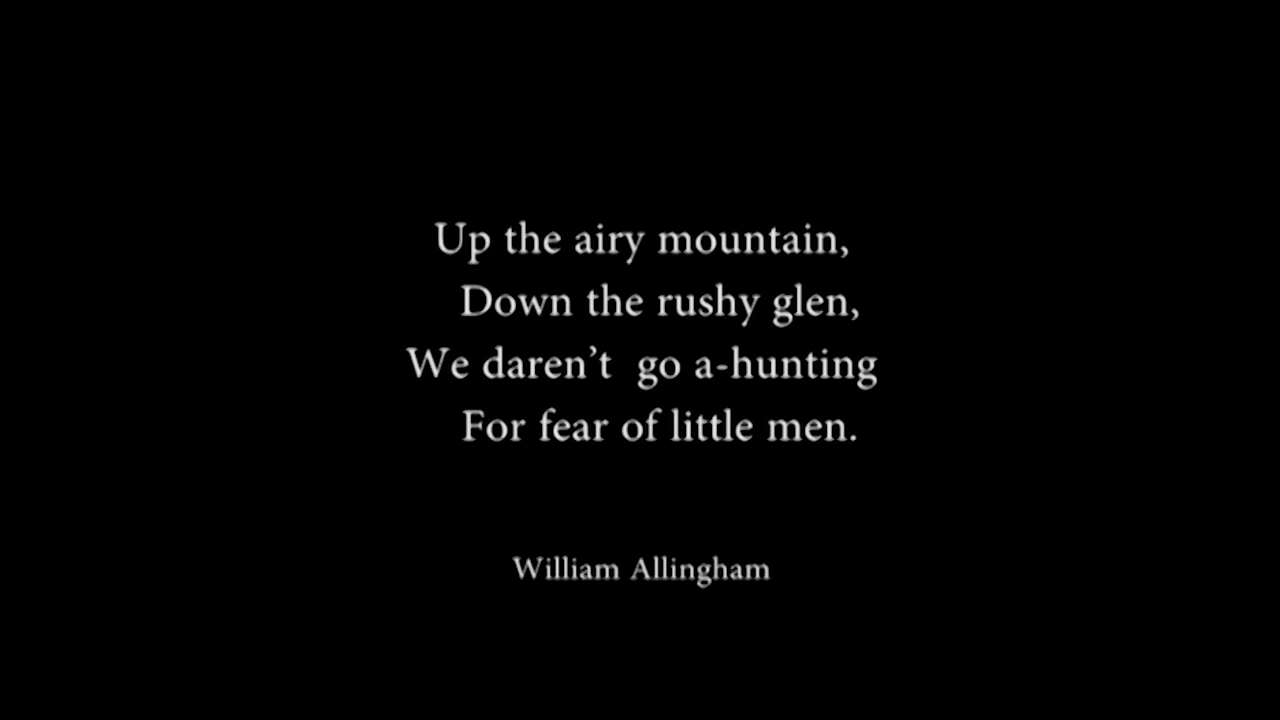 Up the airy mountain,
Down the rushy glen,
We daren’t  go a-hunting
For fear of little men.
William Allingham